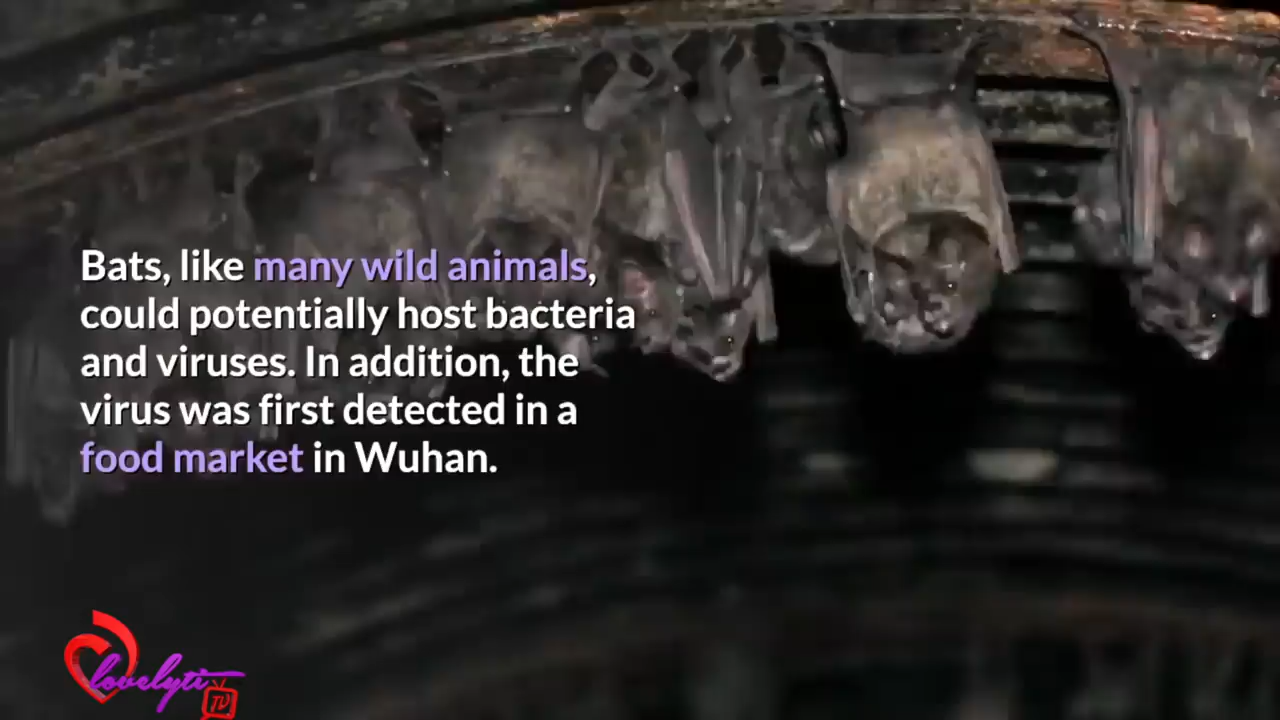 Bats, like many wild animals,
could potentially host bacteria
and viruses. In addition, the
virus was first detected in a
food market in Wuhan.
lovelyti
TV